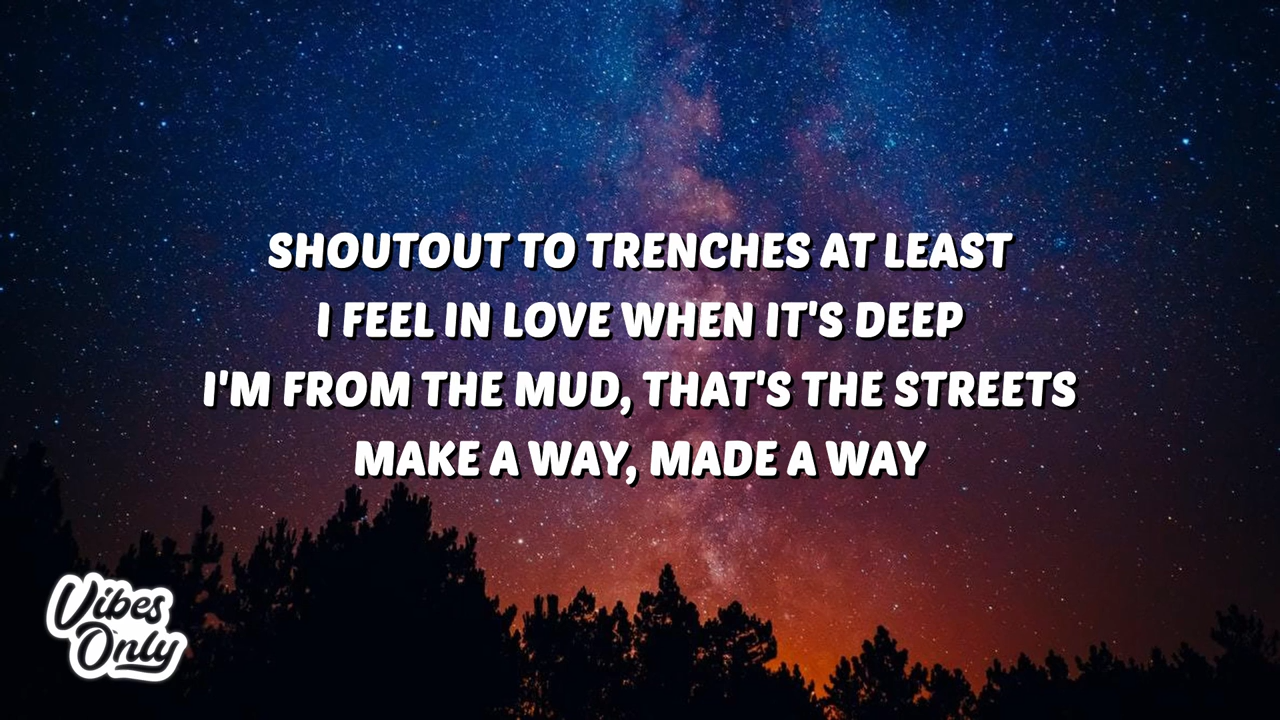 SHOUTOUT TO TRENCHES AT LEAST
I FEEL IN LOVE WHEN IT'S DEEP
I'M FROM THE MUD, THAT'S THE STREETS
MAKE A WAY, MADE A WAY
Vibes
Only